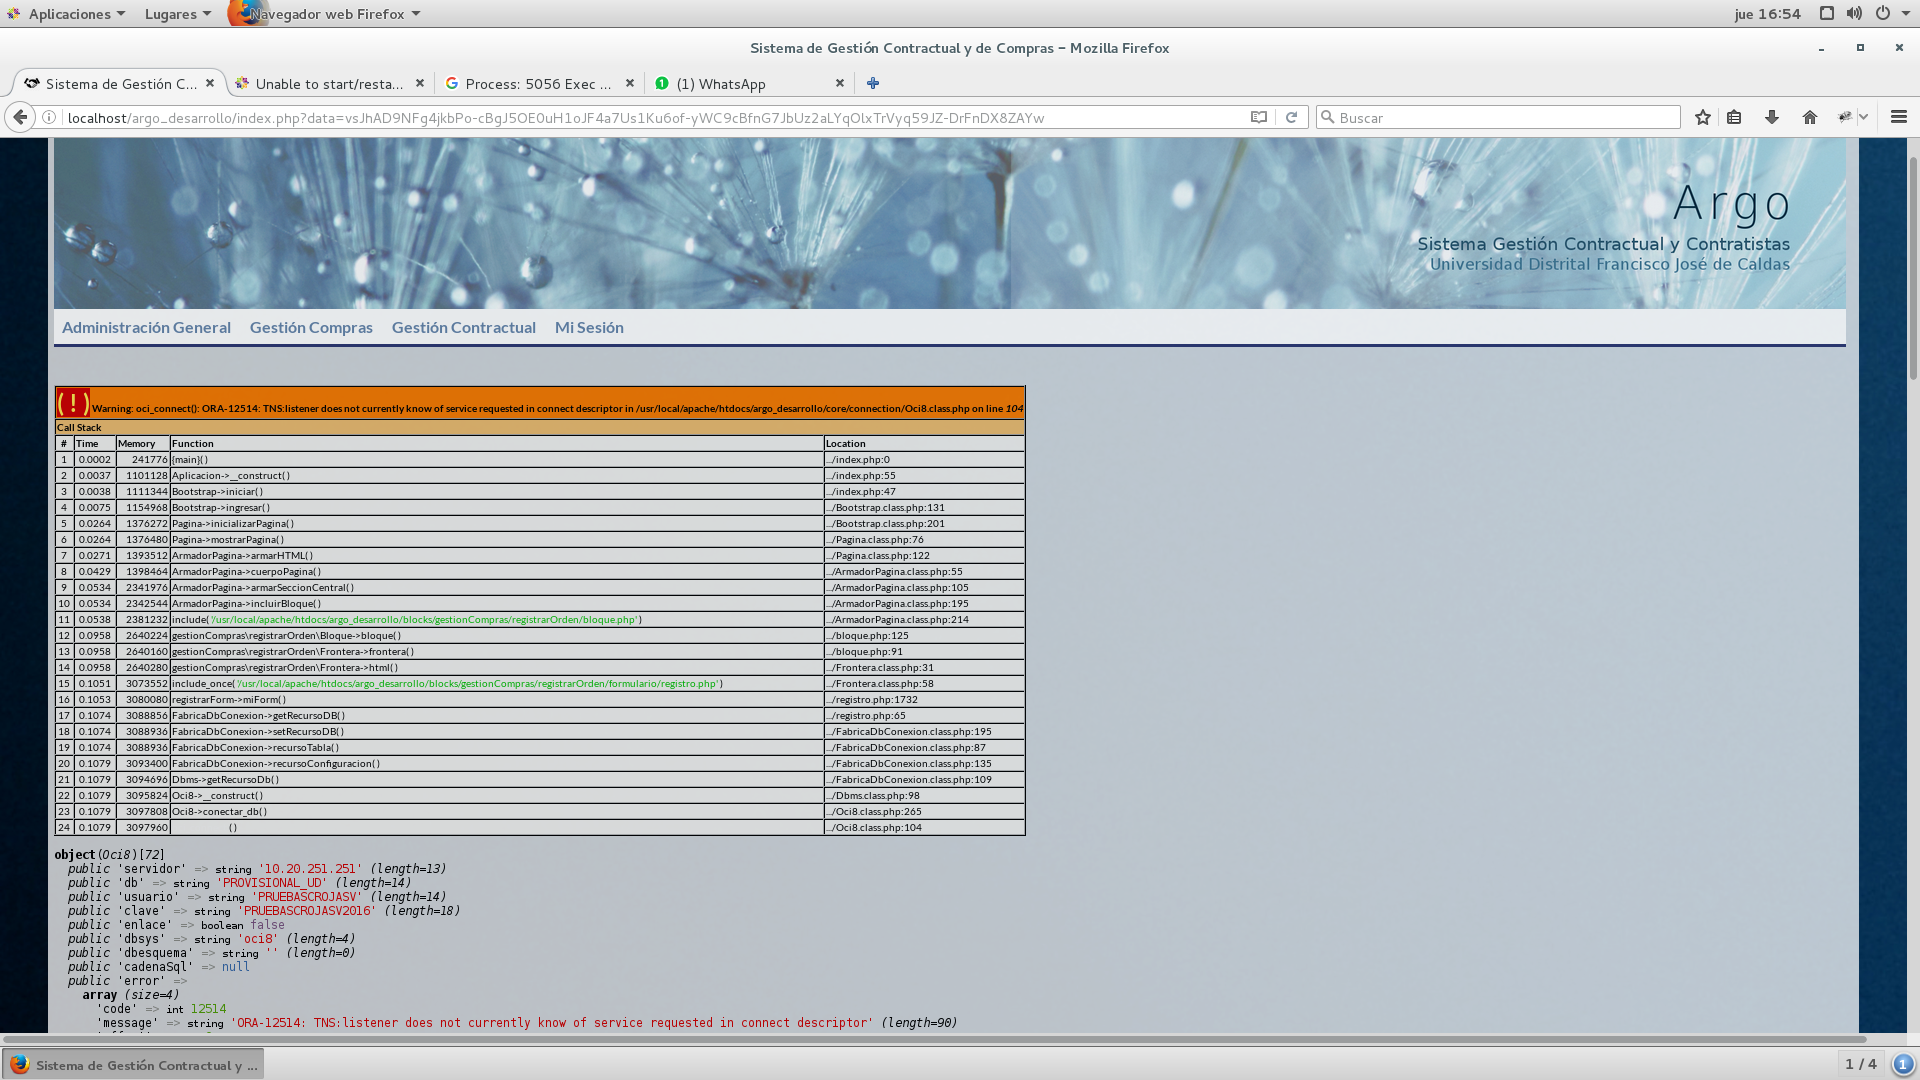 Aplicaciones Lugares Navegador web Firefox jue 16:54
Sistema de Gestión Contractual y de Compras – Mozilla Firefox
Sistema de Gestión C... Unable to start/resta... Process: 5056 Exec ... (1) WhatsApp
localhost/argo_desarrollo/index.php?data=vsJhAD9NFg4jkbPo-cBgJ5OE0uH1oJF4a7Us1Ku6of-yWC9cBfnG7JbUz2aLYqOlxTrVyq59JZ-DrFnDX8ZAYw Buscar
Argo
Sistema Gestión Contractual y Contratistas
Universidad Distrital Francisco José de Caldas
Administración General Gestión Compras Gestión Contractual Mi Sesión
( ! ) Warning: oci_connect(): ORA-12514: TNS:listener does not currently know of service requested in connect descriptor in /usr/local/apache/htdocs/argo_desarrollo/core/connection/Oci8.class.php on line 104
Call Stack
# Time Memory Function Location
1 0.0002 241776 {main}( ) .../index.php:0
2 0.0037 1101128 Aplicacion->__construct( ) .../index.php:55
3 0.0038 1111344 Bootstrap->iniciar( ) .../index.php:47
4 0.0075 1154968 Bootstrap->ingresar( ) .../Bootstrap.class.php:131
5 0.0264 1376272 Pagina->inicializarPagina( ) .../Bootstrap.class.php:201
6 0.0264 1376480 Pagina->mostrarPagina( ) .../Pagina.class.php:76
7 0.0271 1393512 ArmadorPagina->armarHTML( ) .../Pagina.class.php:122
8 0.0429 1398464 ArmadorPagina->cuerpoPagina( ) .../ArmadorPagina.class.php:55
9 0.0534 2341976 ArmadorPagina->armarSeccionCentral( ) .../ArmadorPagina.class.php:105
10 0.0534 2342544 ArmadorPagina->incluirBloque( ) .../ArmadorPagina.class.php:195
11 0.0538 2381232 include( '/usr/local/apache/htdocs/argo_desarrollo/blocks/gestionCompras/registrarOrden/bloque.php' ) .../ArmadorPagina.class.php:214
12 0.0958 2640224 gestionCompras\registrarOrden\Bloque->bloque( ) .../bloque.php:125
13 0.0958 2640160 gestionCompras\registrarOrden\Frontera->frontera( ) .../bloque.php:91
14 0.0958 2640280 gestionCompras\registrarOrden\Frontera->html( ) .../Frontera.class.php:31
15 0.1051 3073552 include_once( '/usr/local/apache/htdocs/argo_desarrollo/blocks/gestionCompras/registrarOrden/formulario/registro.php' ) .../Frontera.class.php:58
16 0.1053 3080080 registrarForm->miForm( ) .../registro.php:1732
17 0.1074 3088856 FabricaDbConexion->getRecursoDB( ) .../registro.php:65
18 0.1074 3088936 FabricaDbConexion->setRecursoDB( ) .../FabricaDbConexion.class.php:195
19 0.1074 3088936 FabricaDbConexion->recursoTabla( ) .../FabricaDbConexion.class.php:87
20 0.1079 3093400 FabricaDbConexion->recursoConfiguracion( ) .../FabricaDbConexion.class.php:135
21 0.1079 3094696 Dbms->getRecursoDb( ) .../FabricaDbConexion.class.php:109
22 0.1079 3095824 Oci8->__construct( ) .../Dbms.class.php:98
23 0.1079 3097808 Oci8->conectar_db( ) .../Oci8.class.php:265
24 0.1079 3097960 ( ) .../Oci8.class.php:104
object(Oci8)[72]
public 'servidor' => string '10.20.251.251' (length=13)
public 'db' => string 'PROVISIONAL_UD' (length=14)
public 'usuario' => string 'PRUEBASCROJASV' (length=14)
public 'clave' => string 'PRUEBASCROJASV2016' (length=18)
public 'enlace' => boolean false
public 'dbsys' => string 'oci8' (length=4)
public 'dbesquema' => string '' (length=0)
public 'cadenaSql' => null
public 'error' =>
array (size=4)
'code' => int 12514
'message' => string 'ORA-12514: TNS:listener does not currently know of service requested in connect descriptor' (length=90)
Sistema de Gestión Contractual y ... 1 / 4 1